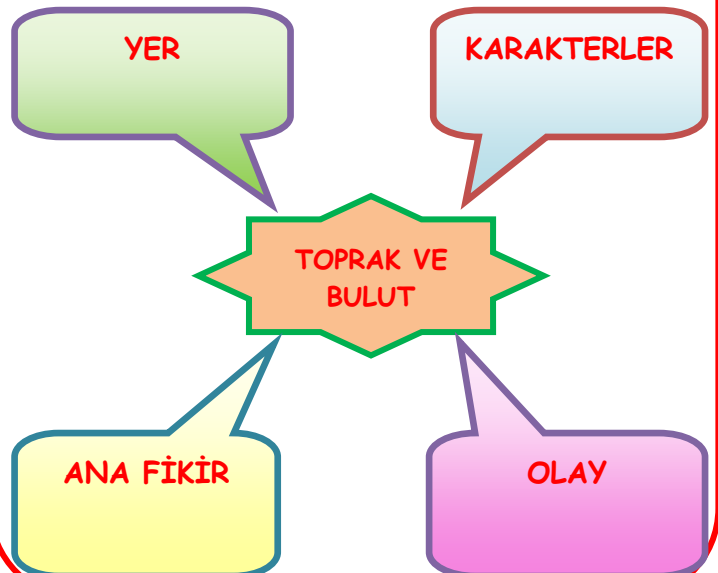 YER
KARAKTERLER
TOPRAK VE
BULUT
ANA FİKİR
OLAY